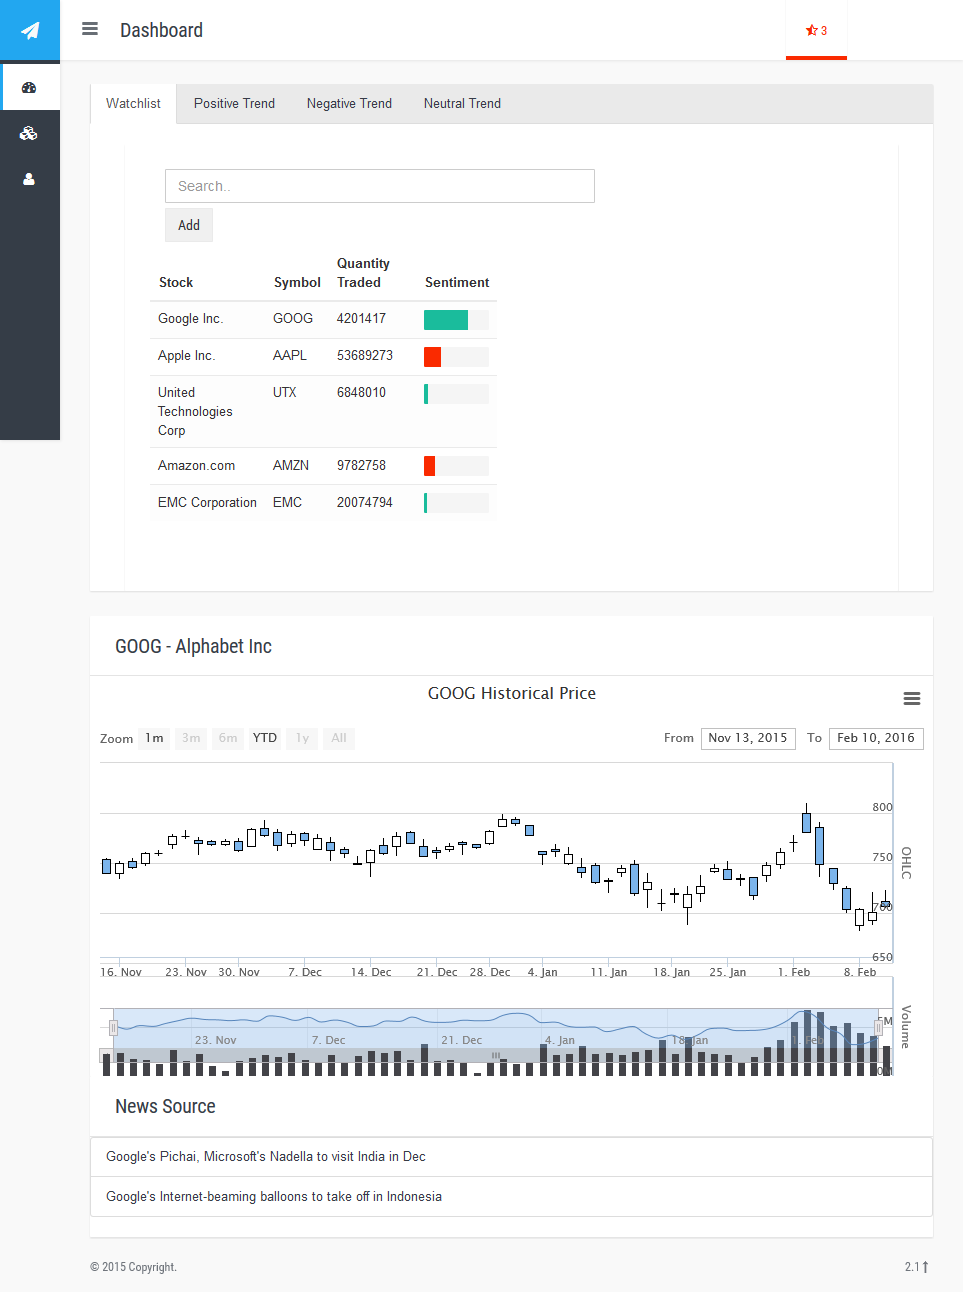 Dashboard
3
Watchlist
Positive Trend
Negative Trend
Neutral Trend
Search..
Add
Stock Symbol Quantity Traded Sentiment
Google Inc. GOOG 4201417
Apple Inc. AAPL 53689273
United Technologies Corp UTX 6848010
Amazon.com AMZN 9782758
EMC Corporation EMC 20074794
GOOG - Alphabet Inc
GOOG Historical Price
Zoom 1m 3m 6m YTD 1y All
From Nov 13, 2015 To Feb 10, 2016
800
750
OHLC
700
650
16. Nov 23. Nov 30. Nov 7. Dec 14. Dec 21. Dec 28. Dec 4. Jan 11. Jan 18. Jan 25. Jan 1. Feb 8. Feb
Volume
23. Nov 7. Dec 21. Dec 4. Jan 18. Jan 1. Feb
0M
News Source
Google's Pichai, Microsoft's Nadella to visit India in Dec
Google's Internet-beaming balloons to take off in Indonesia
© 2015 Copyright.
2.1